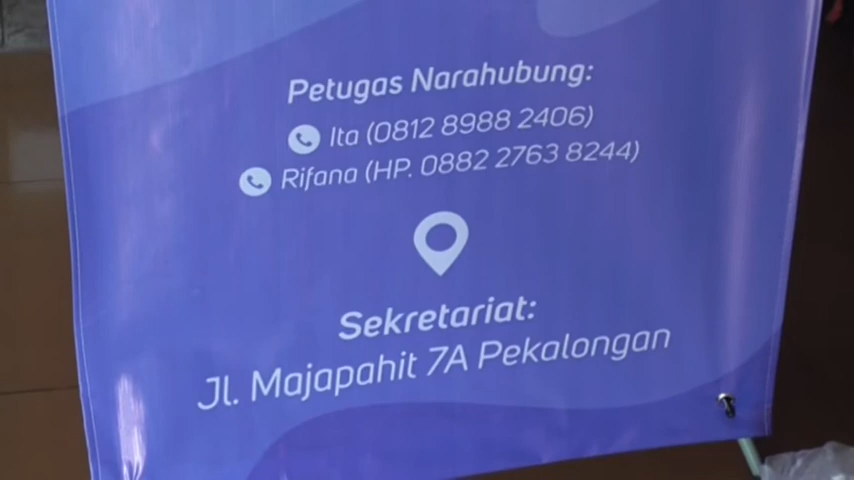 Petugas Narahubung:
Ita (0812 8988 2406)
Rifana (HP. 0882 2763 8244)
Sekretariat:
Jl. Majapahit 7A Pekalongan